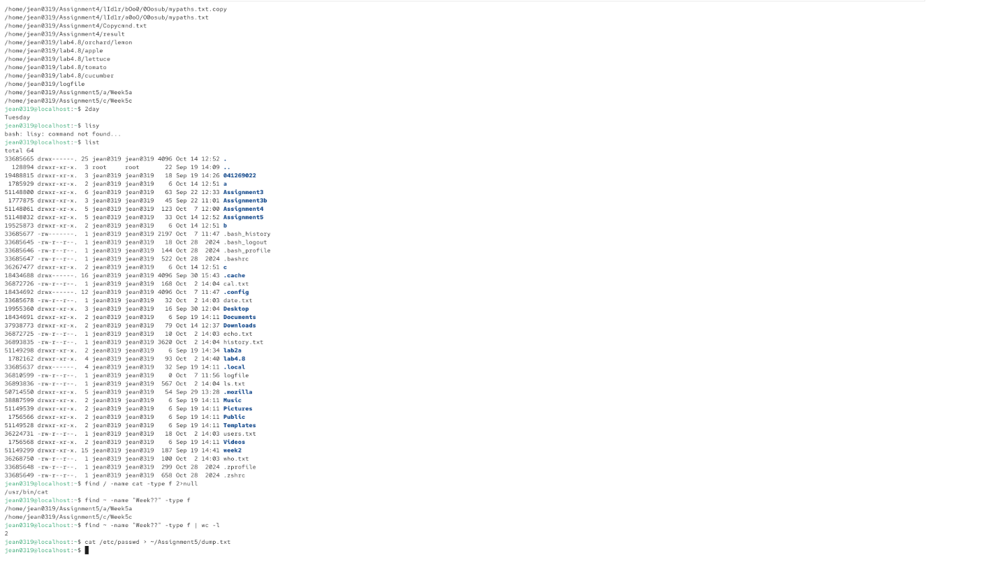 /home/jean0319/Assignment4/lId1r/bOo0/0Oosub/mypaths.txt.copy
/home/jean0319/Assignment4/lId1r/a0oO/O0osub/mypaths.txt
/home/jean0319/Assignment4/Copycmnd.txt
/home/jean0319/Assignment4/result
/home/jean0319/lab4.8/orchard/lemon
/home/jean0319/lab4.8/apple
/home/jean0319/lab4.8/lettuce
/home/jean0319/lab4.8/tomato
/home/jean0319/lab4.8/cucumber
/home/jean0319/logfile
/home/jean0319/Assignment5/a/Week5a
/home/jean0319/Assignment5/c/Week5c
jean0319@localhost:~$ 2day
Tuesday
jean0319@localhost:~$ lisy
bash: lisy: command not found...
jean0319@localhost:~$ list
total 64
33685665 drwx------. 25 jean0319 jean0319 4096 Oct 14 12:52 .
128894 drwxr-xr-x. 3 root root 22 Sep 19 14:09 ..
19488815 drwxr-xr-x. 3 jean0319 jean0319 18 Sep 19 14:26 041269022
1785929 drwxr-xr-x. 2 jean0319 jean0319 6 Oct 14 12:51 a
51148800 drwxr-xr-x. 6 jean0319 jean0319 63 Sep 22 12:33 Assignment3
1777875 drwxr-xr-x. 3 jean0319 jean0319 45 Sep 22 11:01 Assignment3b
51148061 drwxr-xr-x. 5 jean0319 jean0319 123 Oct 7 12:00 Assignment4
51148032 drwxr-xr-x. 5 jean0319 jean0319 33 Oct 14 12:52 Assignment5
19525873 drwxr-xr-x. 2 jean0319 jean0319 6 Oct 14 12:51 b
33685677 -rw-------. 1 jean0319 jean0319 2197 Oct 7 11:47 .bash_history
33685645 -rw-r--r--. 1 jean0319 jean0319 18 Oct 28 2024 .bash_logout
33685646 -rw-r--r--. 1 jean0319 jean0319 144 Oct 28 2024 .bash_profile
33685647 -rw-r--r--. 1 jean0319 jean0319 522 Oct 28 2024 .bashrc
36267477 drwxr-xr-x. 2 jean0319 jean0319 6 Oct 14 12:51 c
18434688 drwx------. 16 jean0319 jean0319 4096 Sep 30 15:43 .cache
36872726 -rw-r--r--. 1 jean0319 jean0319 168 Oct 2 14:04 cal.txt
18434692 drwx------. 12 jean0319 jean0319 4096 Oct 7 11:47 .config
33685678 -rw-r--r--. 1 jean0319 jean0319 32 Oct 2 14:03 date.txt
19955360 drwxr-xr-x. 3 jean0319 jean0319 16 Sep 30 12:04 Desktop
18434691 drwxr-xr-x. 2 jean0319 jean0319 6 Sep 19 14:11 Documents
37938773 drwxr-xr-x. 2 jean0319 jean0319 79 Oct 14 12:37 Downloads
36872725 -rw-r--r--. 1 jean0319 jean0319 10 Oct 2 14:03 echo.txt
36893835 -rw-r--r--. 1 jean0319 jean0319 3620 Oct 2 14:04 history.txt
51149298 drwxr-xr-x. 2 jean0319 jean0319 6 Sep 19 14:34 lab2a
1782162 drwxr-xr-x. 4 jean0319 jean0319 93 Oct 2 14:40 lab4.8
33685637 drwx------. 4 jean0319 jean0319 32 Sep 19 14:11 .local
36810599 -rw-r--r--. 1 jean0319 jean0319 0 Oct 7 11:56 logfile
36893836 -rw-r--r--. 1 jean0319 jean0319 567 Oct 2 14:04 ls.txt
50714550 drwxr-xr-x. 5 jean0319 jean0319 54 Sep 29 13:28 .mozilla
38887599 drwxr-xr-x. 2 jean0319 jean0319 6 Sep 19 14:11 Music
51149539 drwxr-xr-x. 2 jean0319 jean0319 6 Sep 19 14:11 Pictures
1756566 drwxr-xr-x. 2 jean0319 jean0319 6 Sep 19 14:11 Public
51149528 drwxr-xr-x. 2 jean0319 jean0319 6 Sep 19 14:11 Templates
36224731 -rw-r--r--. 1 jean0319 jean0319 18 Oct 2 14:03 users.txt
1756568 drwxr-xr-x. 2 jean0319 jean0319 6 Sep 19 14:11 Videos
51149299 drwxr-xr-x. 15 jean0319 jean0319 187 Sep 19 14:41 week2
36268750 -rw-r--r--. 1 jean0319 jean0319 100 Oct 2 14:03 who.txt
33685648 -rw-r--r--. 1 jean0319 jean0319 299 Oct 28 2024 .zprofile
33685649 -rw-r--r--. 1 jean0319 jean0319 658 Oct 28 2024 .zshrc
jean0319@localhost:~$ find / -name cat -type f 2>null
/usr/bin/cat
jean0319@localhost:~$ find ~ -name "Week??" -type f
/home/jean0319/Assignment5/a/Week5a
/home/jean0319/Assignment5/c/Week5c
jean0319@localhost:~$ find ~ -name "Week??" -type f | wc -l
2
jean0319@localhost:~$ cat /etc/passwd > ~/Assignment5/dump.txt
jean0319@localhost:~$